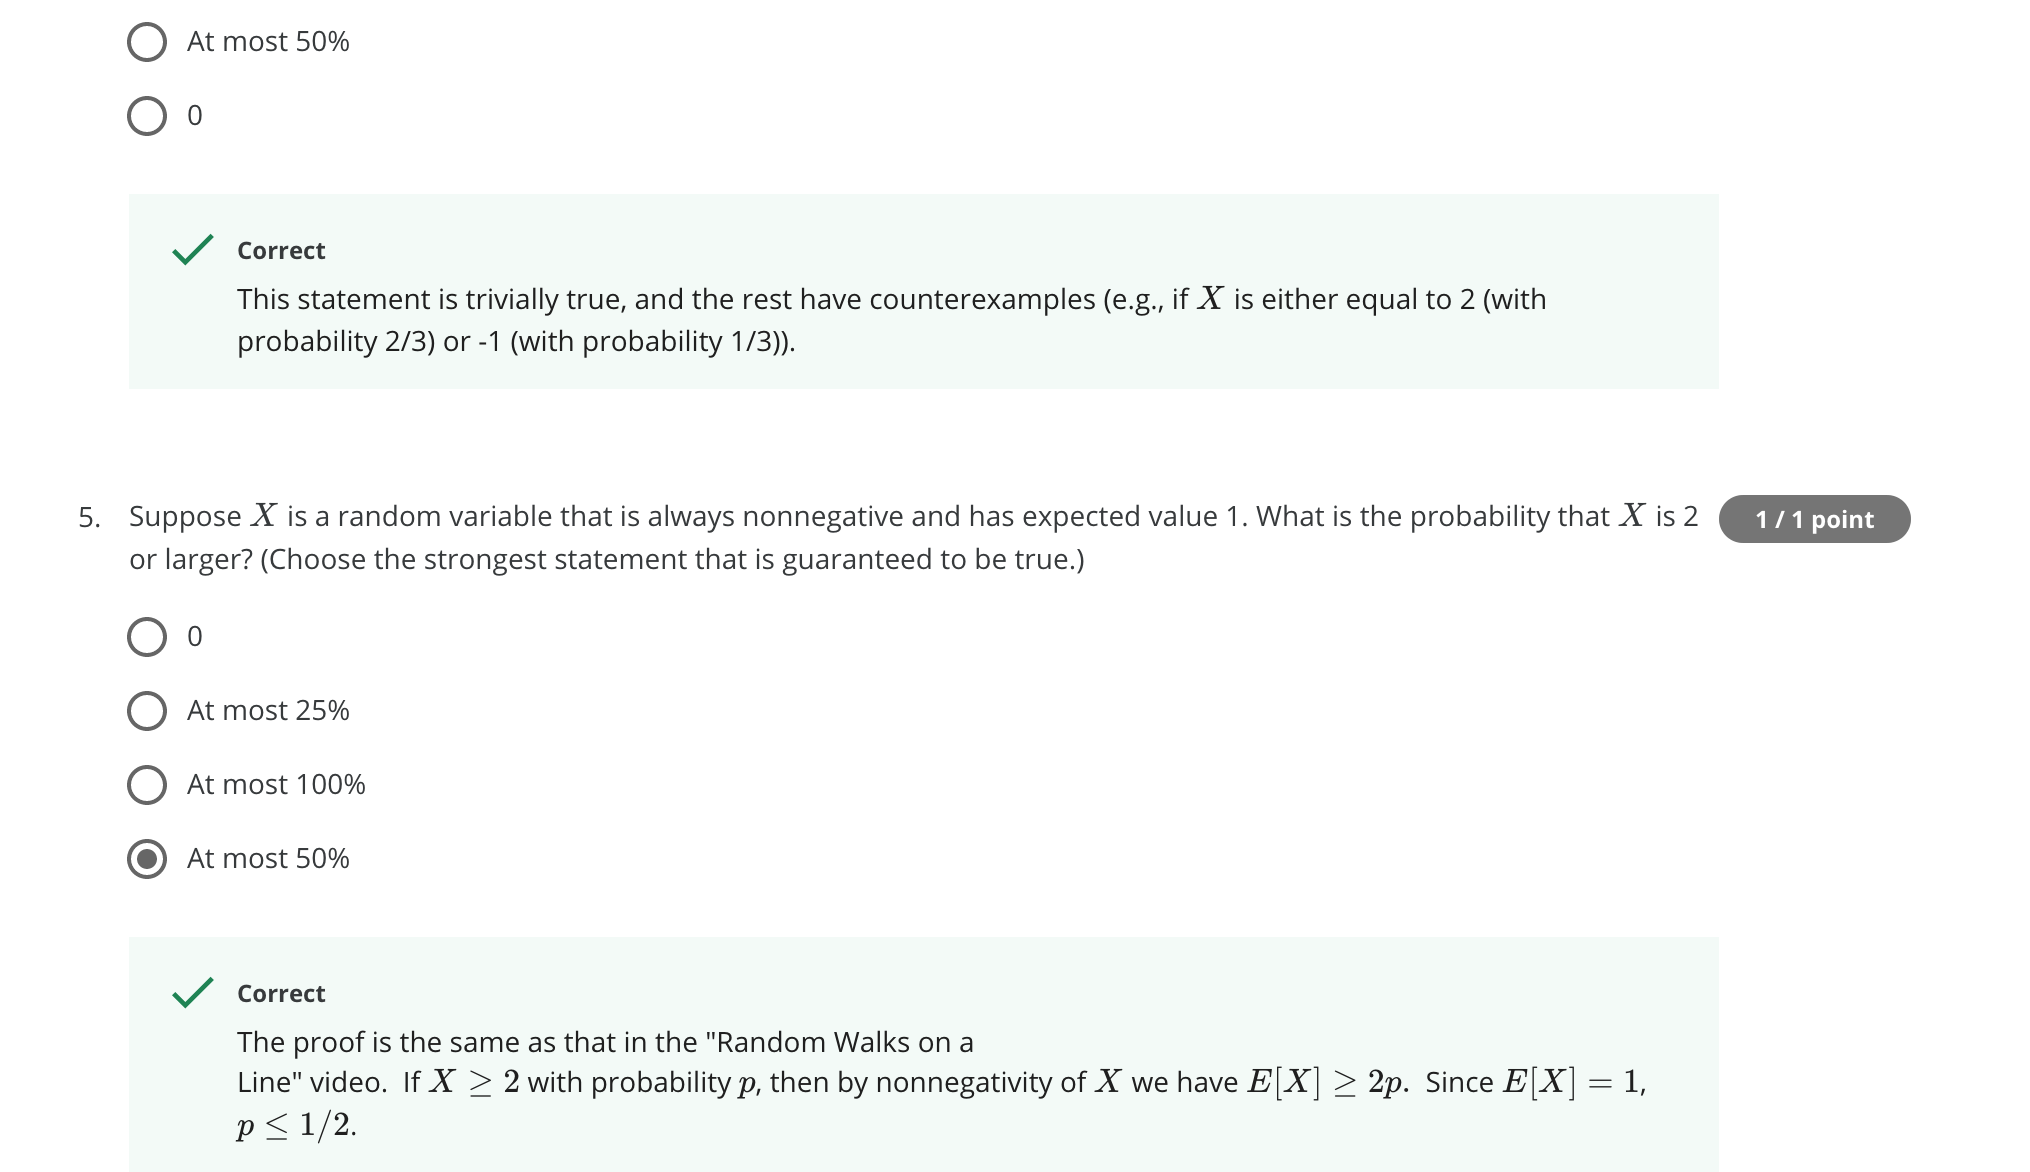 At most 50%
0
Correct
This statement is trivially true, and the rest have counterexamples (e.g., if X is either equal to 2 (with
probability 2/3) or -1 (with probability 1/3)).
5. Suppose X is a random variable that is always nonnegative and has expected value 1. What is the probability that X is 2
or larger? (Choose the strongest statement that is guaranteed to be true.)
1 / 1 point
0
At most 25%
At most 100%
At most 50%
Correct
The proof is the same as that in the "Random Walks on a
Line" video. If X ≥ 2 with probability p, then by nonnegativity of X we have E[X] ≥ 2p. Since E[X] = 1,
p ≤ 1/2.